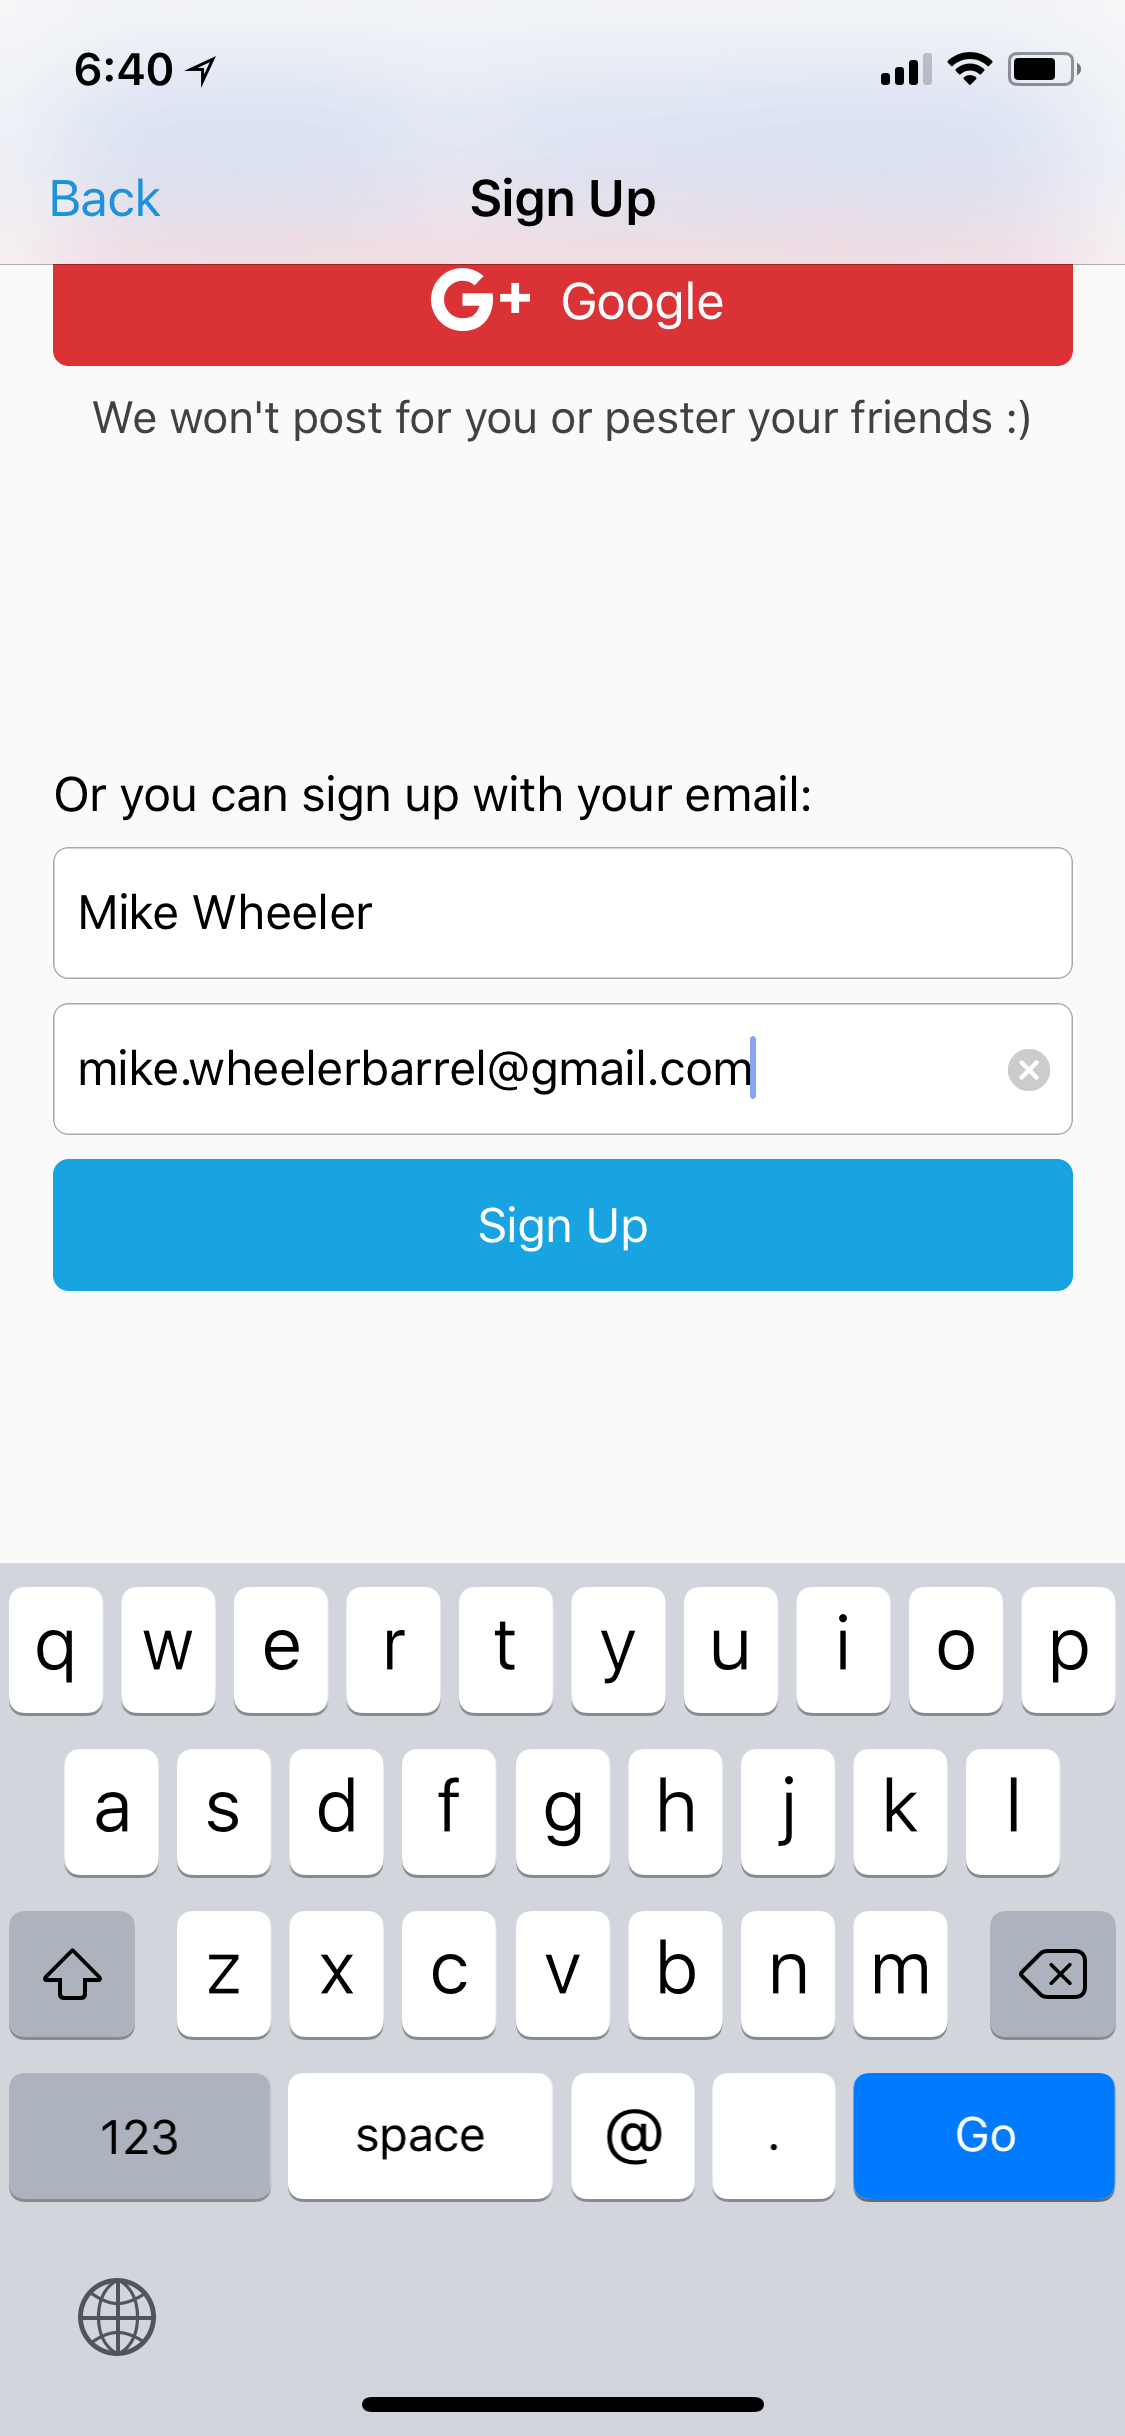 6:40
Back Sign Up
G+ Google
We won't post for you or pester your friends :)
Or you can sign up with your email:
Mike Wheeler
mike.wheelerbarrel@gmail.com
Sign Up
q w e r t y u i o p
a s d f g h j k l
z x c v b n m
123 space @ . Go